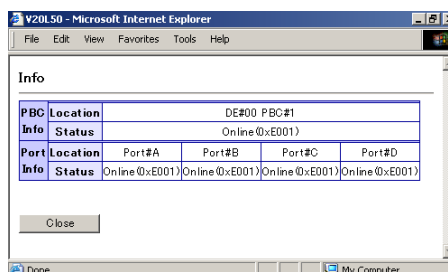 V20L50 - Microsoft Internet Explorer
File Edit View Favorites Tools Help
Info
PBC Info Location DE#00 PBC#1
Status Online(0xE001)
Port Info Location Port#A Port#B Port#C Port#D
Status Online(0xE001) Online(0xE001) Online(0xE001) Online(0xE001)
Close
Done My Computer